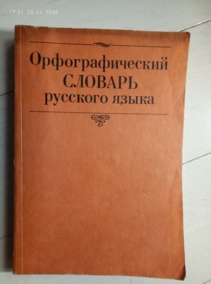 Орфографический
СЛОВАРЬ
русского языка